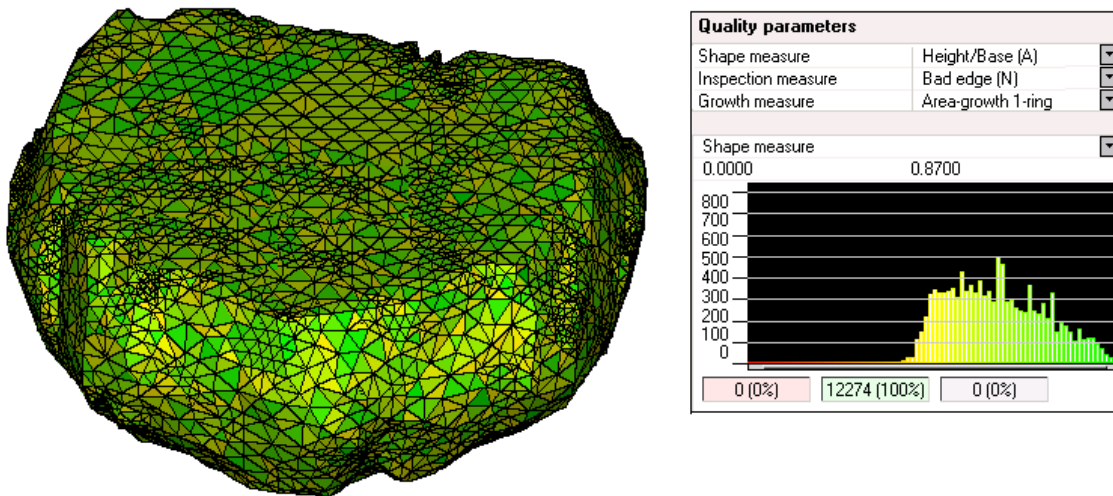 Quality parameters
Shape measure Height/Base (A)
Inspection measure Bad edge (N)
Growth measure Area-growth 1-ring
Shape measure
0.0000 0.8700
800
700
600
500
400
300
200
100
0
0 (0%) 12274 (100%) 0 (0%)